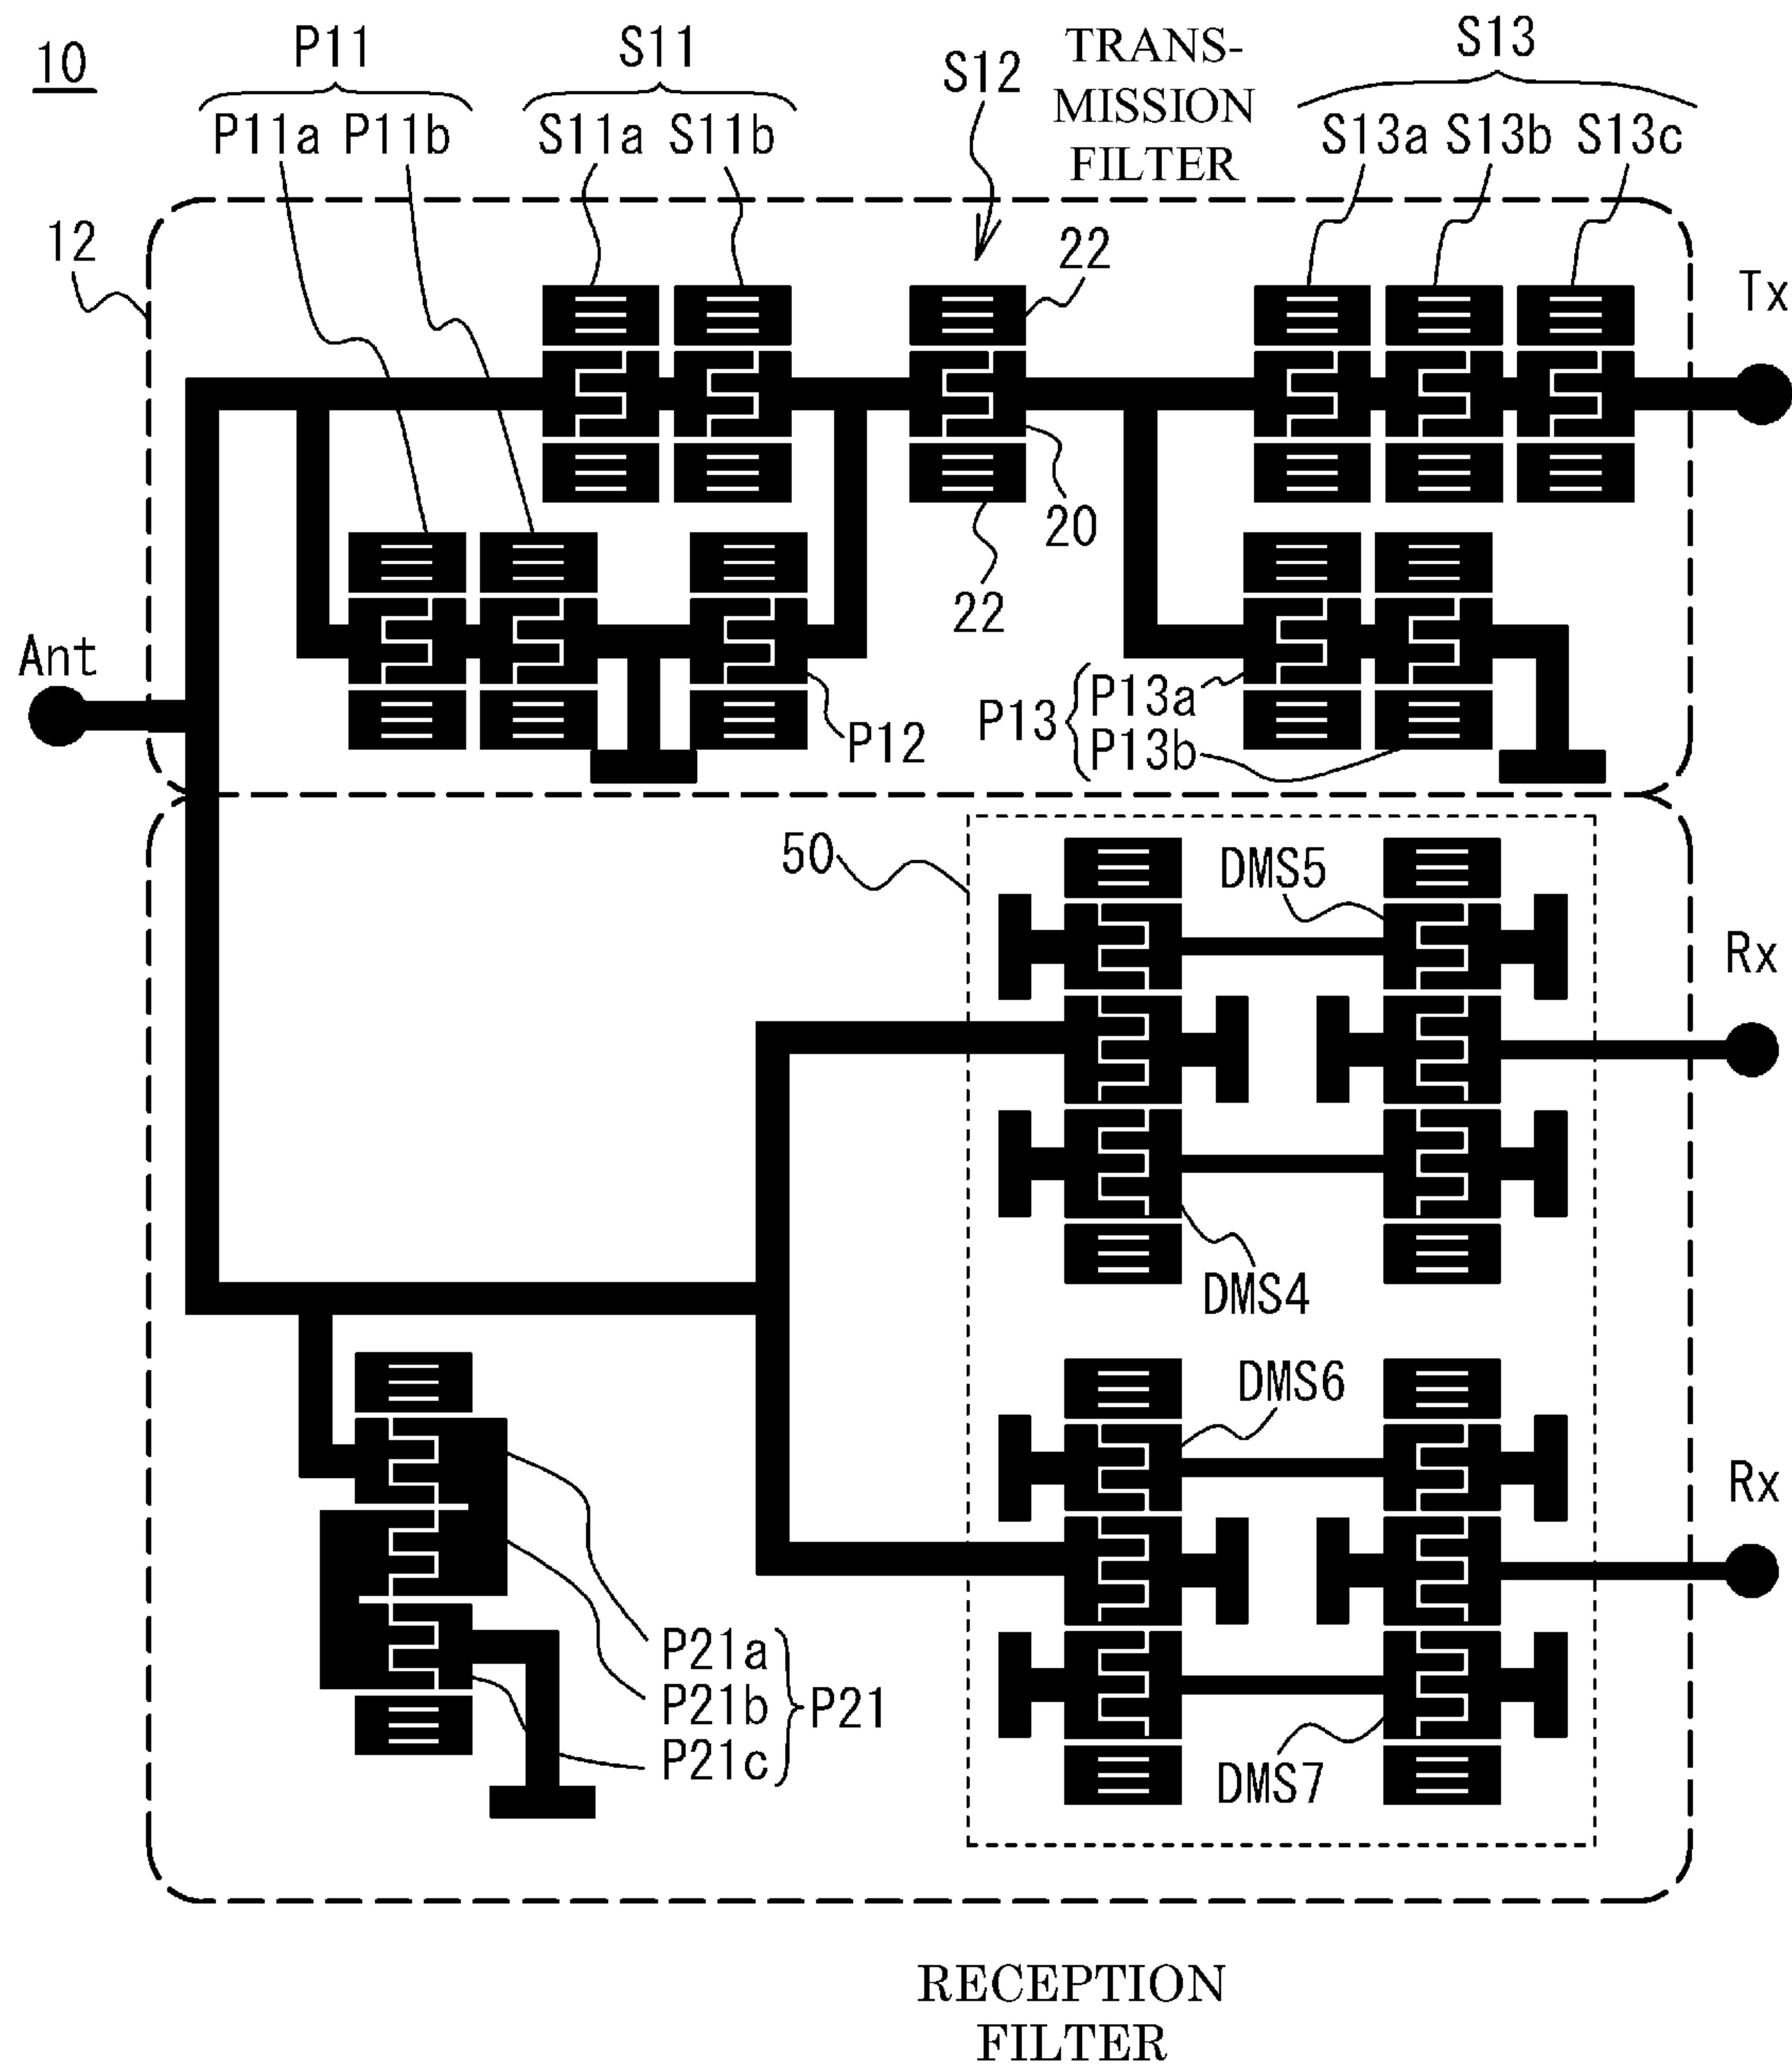 10
P11
S11
S12
TRANS-
MISSION
FILTER
S13
P11a P11b
S11a S11b
S13a S13b S13c
12
22
Tx
20
22
Ant
P12
P13
P13a
P13b
50
DMS5
Rx
DMS4
DMS6
Rx
P21a
P21b
P21c
P21
DMS7
RECEPTION
FILTER